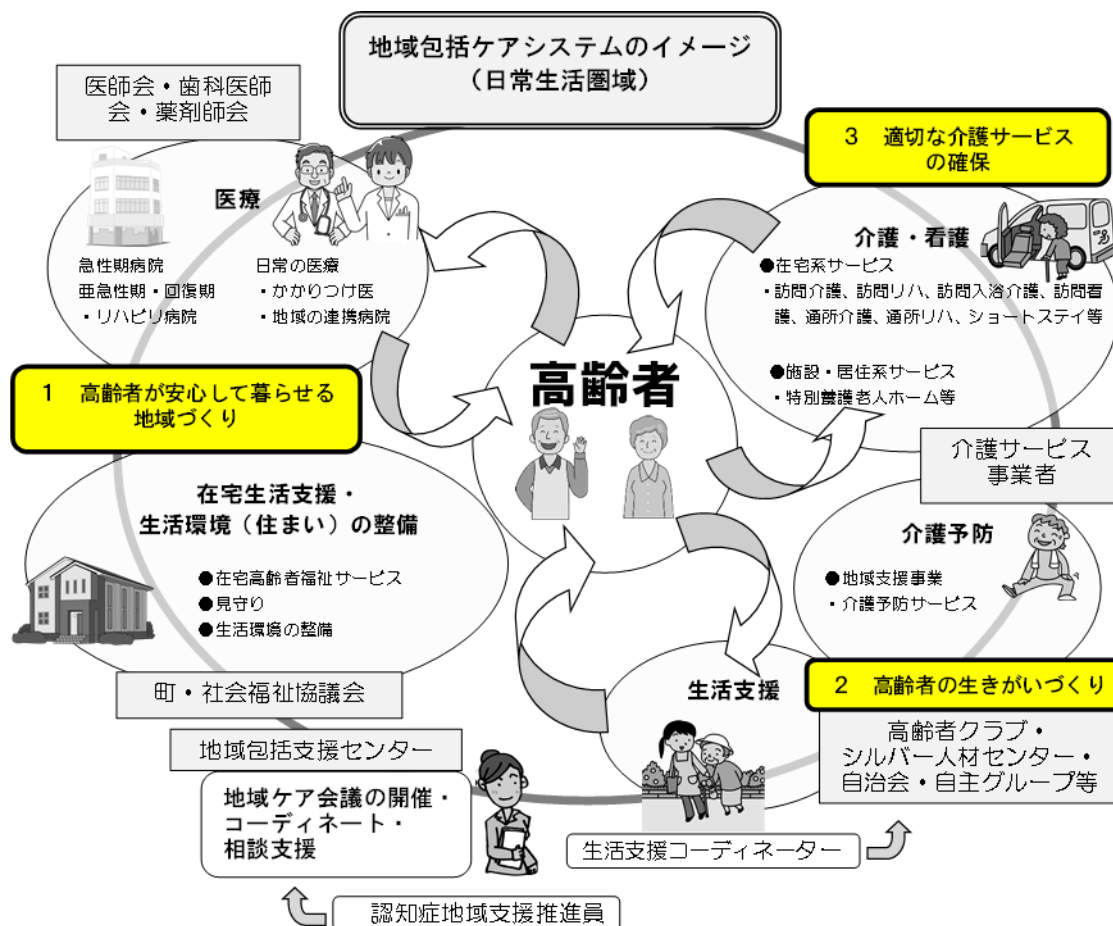 地域包括ケアシステムのイメージ
（日常生活圏域）
医師会・歯科医師
会・薬剤師会
医療
急性期病院
亜急性期・回復期
・リハビリ病院
日常の医療
・かかりつけ医
・地域の連携病院
3　適切な介護サービス
の確保
介護・看護
●在宅系サービス
・訪問介護、訪問リハ、訪問入浴介護、訪問看
護、通所介護、通所リハ、ショートステイ等
●施設・居住系サービス
・特別養護老人ホーム等
介護サービス
事業者
高齢者
1　高齢者が安心して暮らせる
地域づくり
在宅生活支援・
生活環境（住まい）の整備
●在宅高齢者福祉サービス
●見守り
●生活環境の整備
町・社会福祉協議会
介護予防
●地域支援事業
・介護予防サービス
生活支援
2　高齢者の生きがいづくり
高齢者クラブ・
シルバー人材センター・
自治会・自主グループ等
地域包括支援センター
地域ケア会議の開催・
コーディネート・
相談支援
生活支援コーディネーター
認知症地域支援推進員